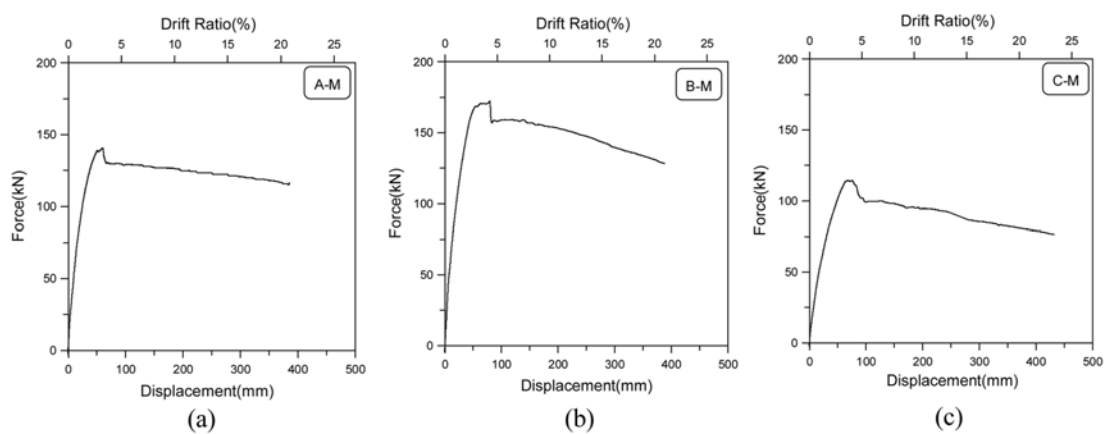 Drift Ratio(%)
0 5 10 15 20 25
200
150
100
50
0
Force(kN)
A-M
0 100 200 300 400 500
Displacement(mm)
(a)
Drift Ratio(%)
0 5 10 15 20 25
200
150
100
50
0
Force(kN)
B-M
0 100 200 300 400 500
Displacement(mm)
(b)
Drift Ratio(%)
0 5 10 15 20 25
200
150
100
50
0
Force(kN)
C-M
0 100 200 300 400 500
Displacement(mm)
(c)